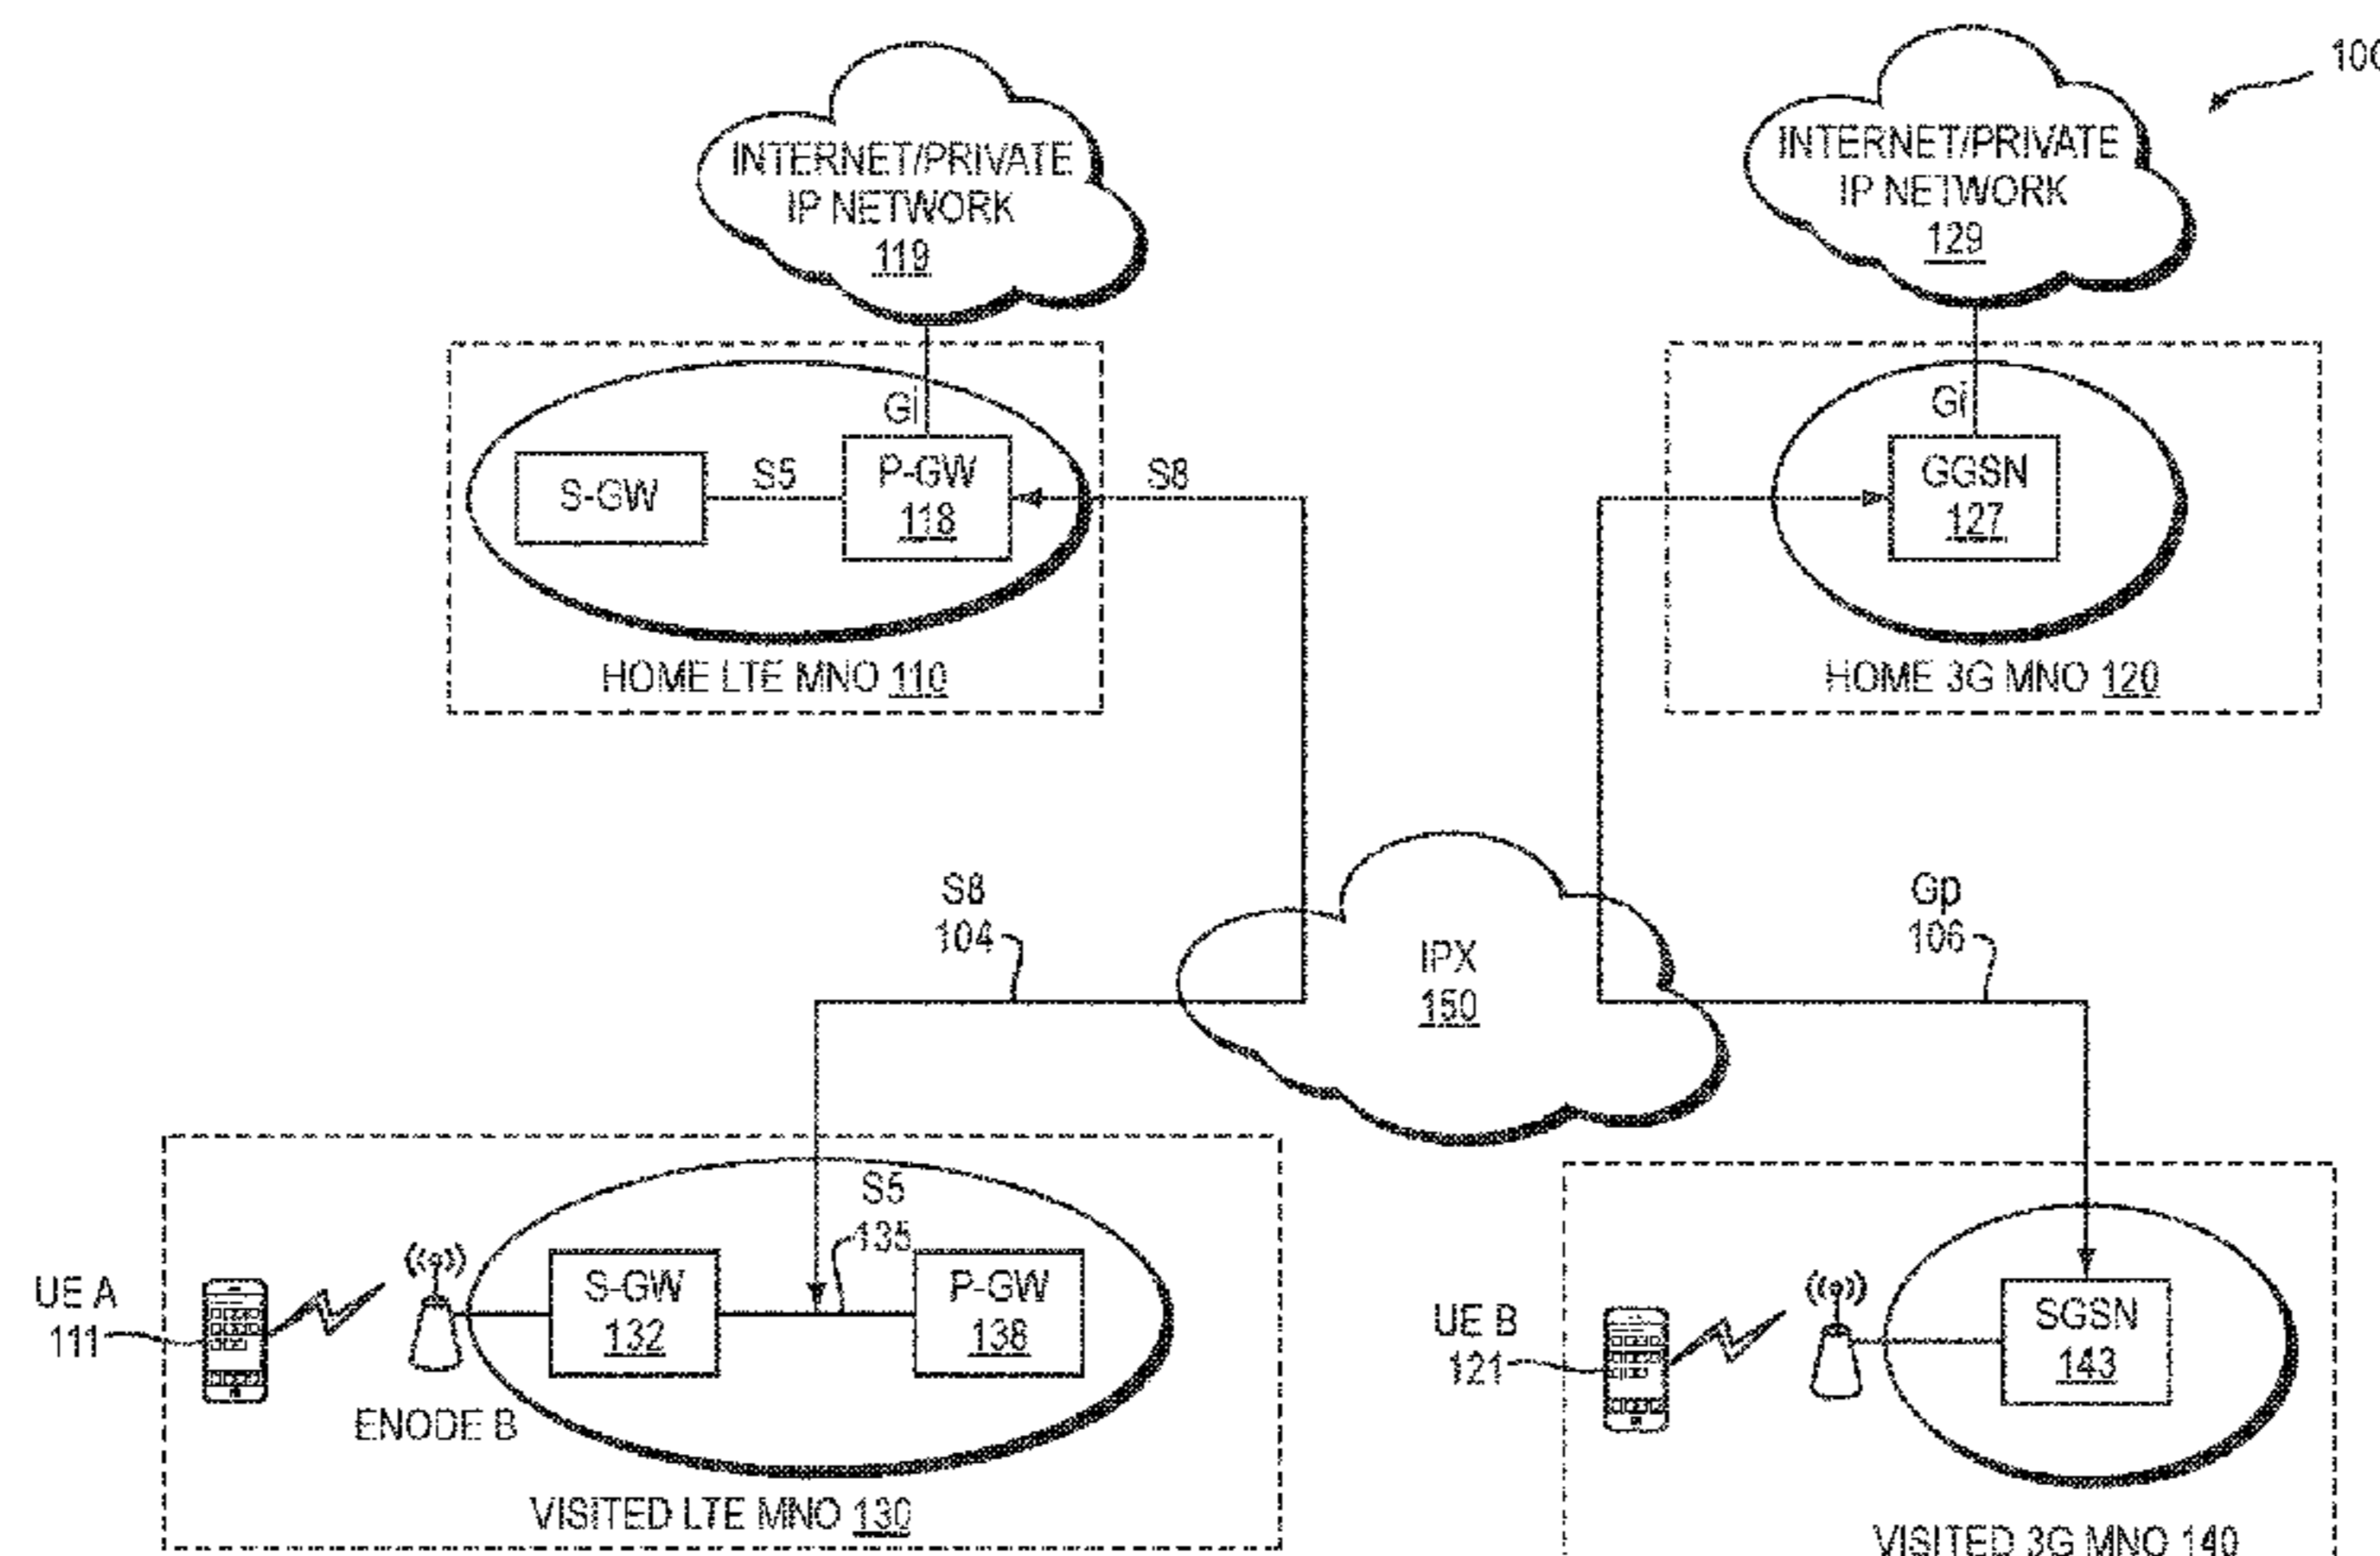 100
INTERNET/PRIVATE
IP NETWORK
119
INTERNET/PRIVATE
IP NETWORK
129
Gi
S-GW
S5
P-GW
118
S8
HOME LTE MNO 110
Gi
GGSN
127
HOME 3G MNO 120
S8
104
IPX
150
Gp
106
UE A
111
ENODE B
S-GW
132
S5
135
P-GW
138
VISITED LTE MNO 130
UE B
121
SGSN
143
VISITED 3G MNO 140